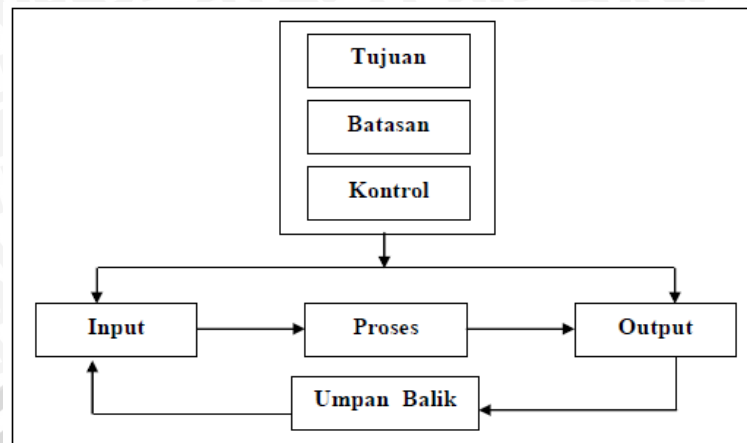 Tujuan
Batasan
Kontrol
Input
Proses
Output
Umpan Balik